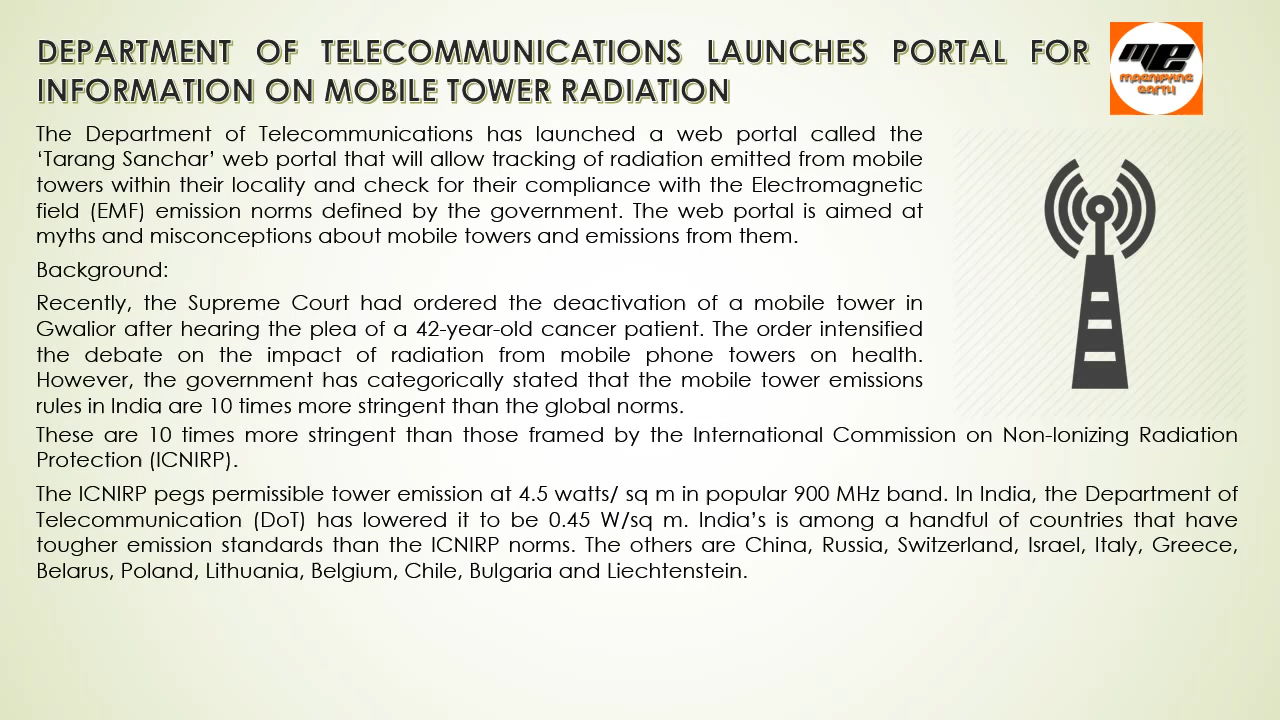 DEPARTMENT OF TELECOMMUNICATIONS LAUNCHES PORTAL FOR
INFORMATION ON MOBILE TOWER RADIATION
me
MAGNIFYING
EARTH
The Department of Telecommunications has launched a web portal called the
‘Tarang Sanchar’ web portal that will allow tracking of radiation emitted from mobile
towers within their locality and check for their compliance with the Electromagnetic
field (EMF) emission norms defined by the government. The web portal is aimed at
myths and misconceptions about mobile towers and emissions from them.
Background:
Recently, the Supreme Court had ordered the deactivation of a mobile tower in
Gwalior after hearing the plea of a 42-year-old cancer patient. The order intensified
the debate on the impact of radiation from mobile phone towers on health.
However, the government has categorically stated that the mobile tower emissions
rules in India are 10 times more stringent than the global norms.
These are 10 times more stringent than those framed by the International Commission on Non-Ionizing Radiation
Protection (ICNIRP).
The ICNIRP pegs permissible tower emission at 4.5 watts/ sq m in popular 900 MHz band. In India, the Department of
Telecommunication (DoT) has lowered it to be 0.45 W/sq m. India’s is among a handful of countries that have
tougher emission standards than the ICNIRP norms. The others are China, Russia, Switzerland, Israel, Italy, Greece,
Belarus, Poland, Lithuania, Belgium, Chile, Bulgaria and Liechtenstein.